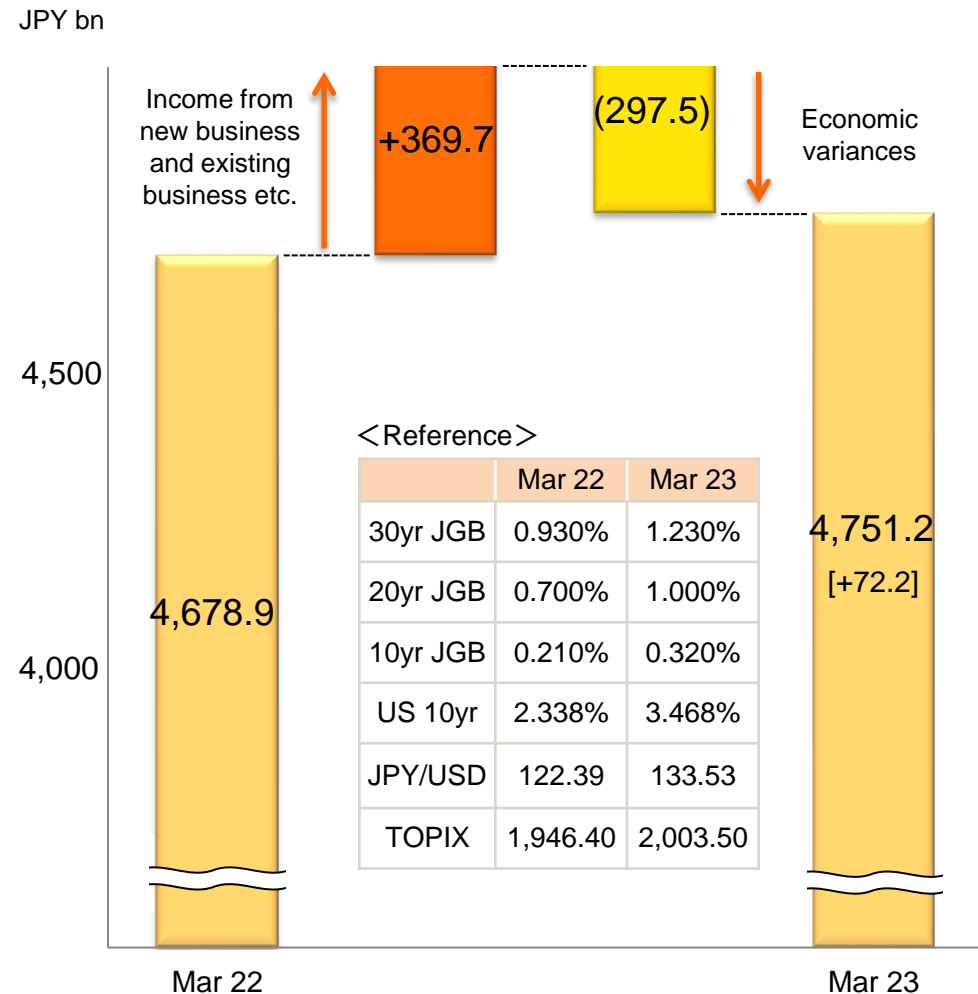 JPY bn
Income from
new business
and existing
business etc.
+369.7
(297.5)
Economic
variances
4,500
4,000
4,678.9
＜Reference＞
Mar 22 Mar 23
30yr JGB 0.930% 1.230%
20yr JGB 0.700% 1.000%
10yr JGB 0.210% 0.320%
US 10yr 2.338% 3.468%
JPY/USD 122.39 133.53
TOPIX 1,946.40 2,003.50
4,751.2
[+72.2]
Mar 22
Mar 23